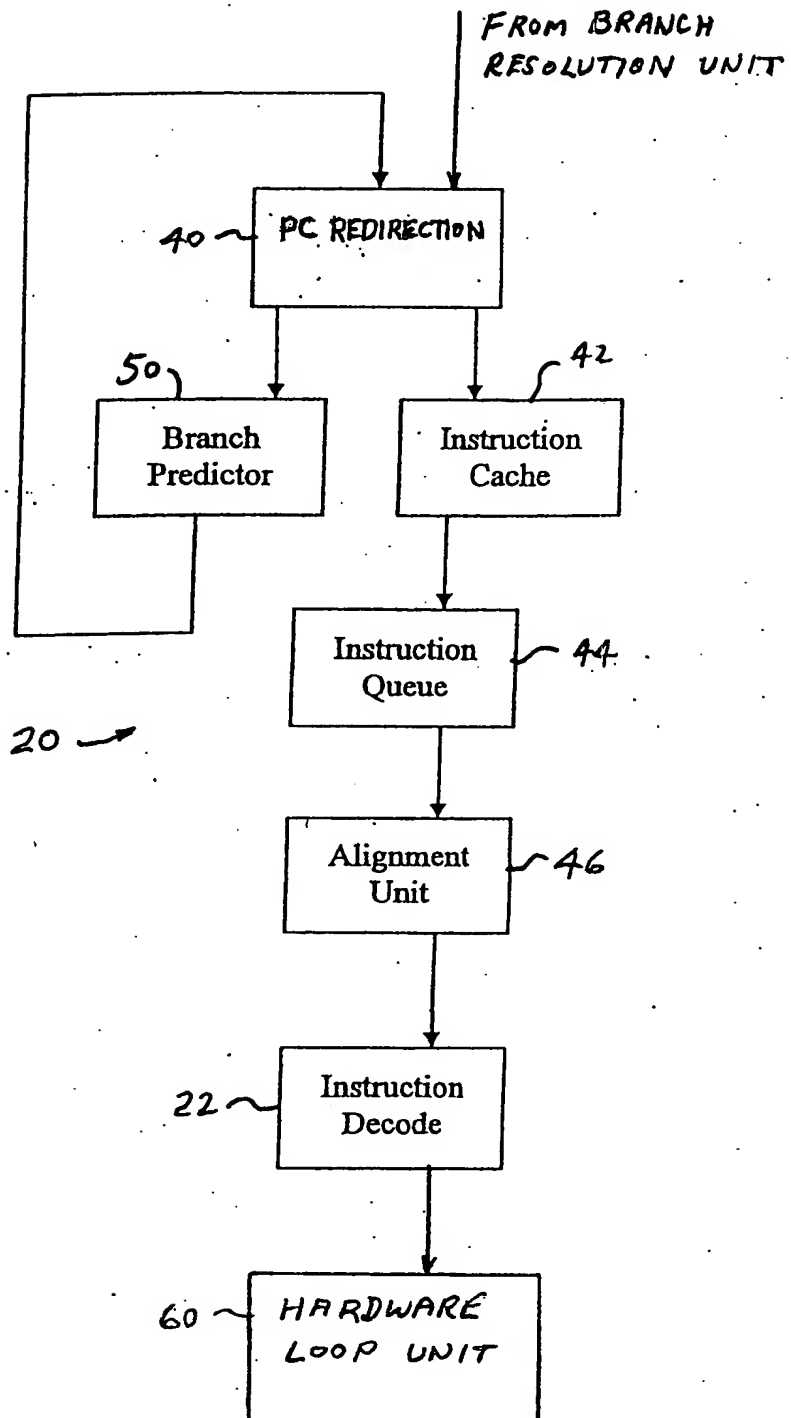 FROM BRANCH
RESOLUTION UNIT
40
PC REDIRECTION
50
42
Branch
Predictor
Instruction
Cache
Instruction
Queue
44
20
Alignment
Unit
46
22
Instruction
Decode
60
HARDWARE
LOOP UNIT